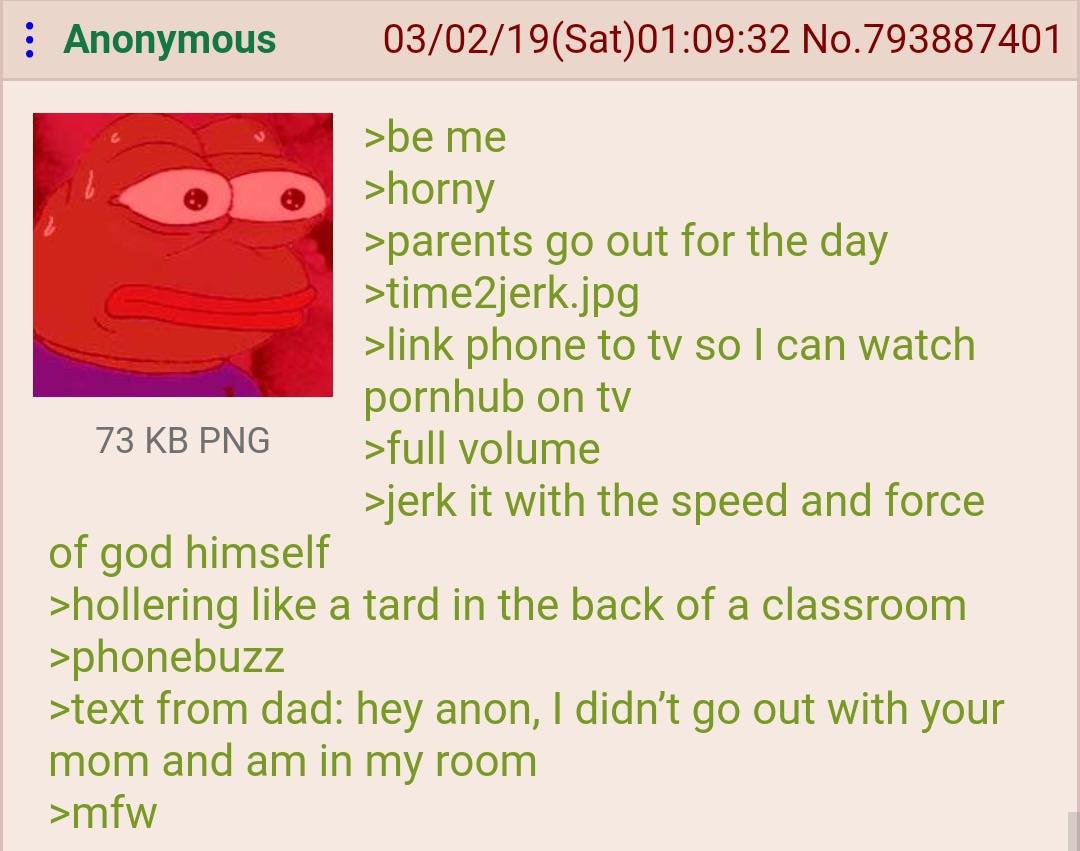 Anonymous 03/02/19(Sat)01:09:32 No.793887401
>be me
>horny
>parents go out for the day
>time2jerk.jpg
>link phone to tv so I can watch
pornhub on tv
>full volume
73 KB PNG
>jerk it with the speed and force
of god himself
>hollering like a tard in the back of a classroom
>phonebuzz
>text from dad: hey anon, I didn’t go out with your
mom and am in my room
>mfw